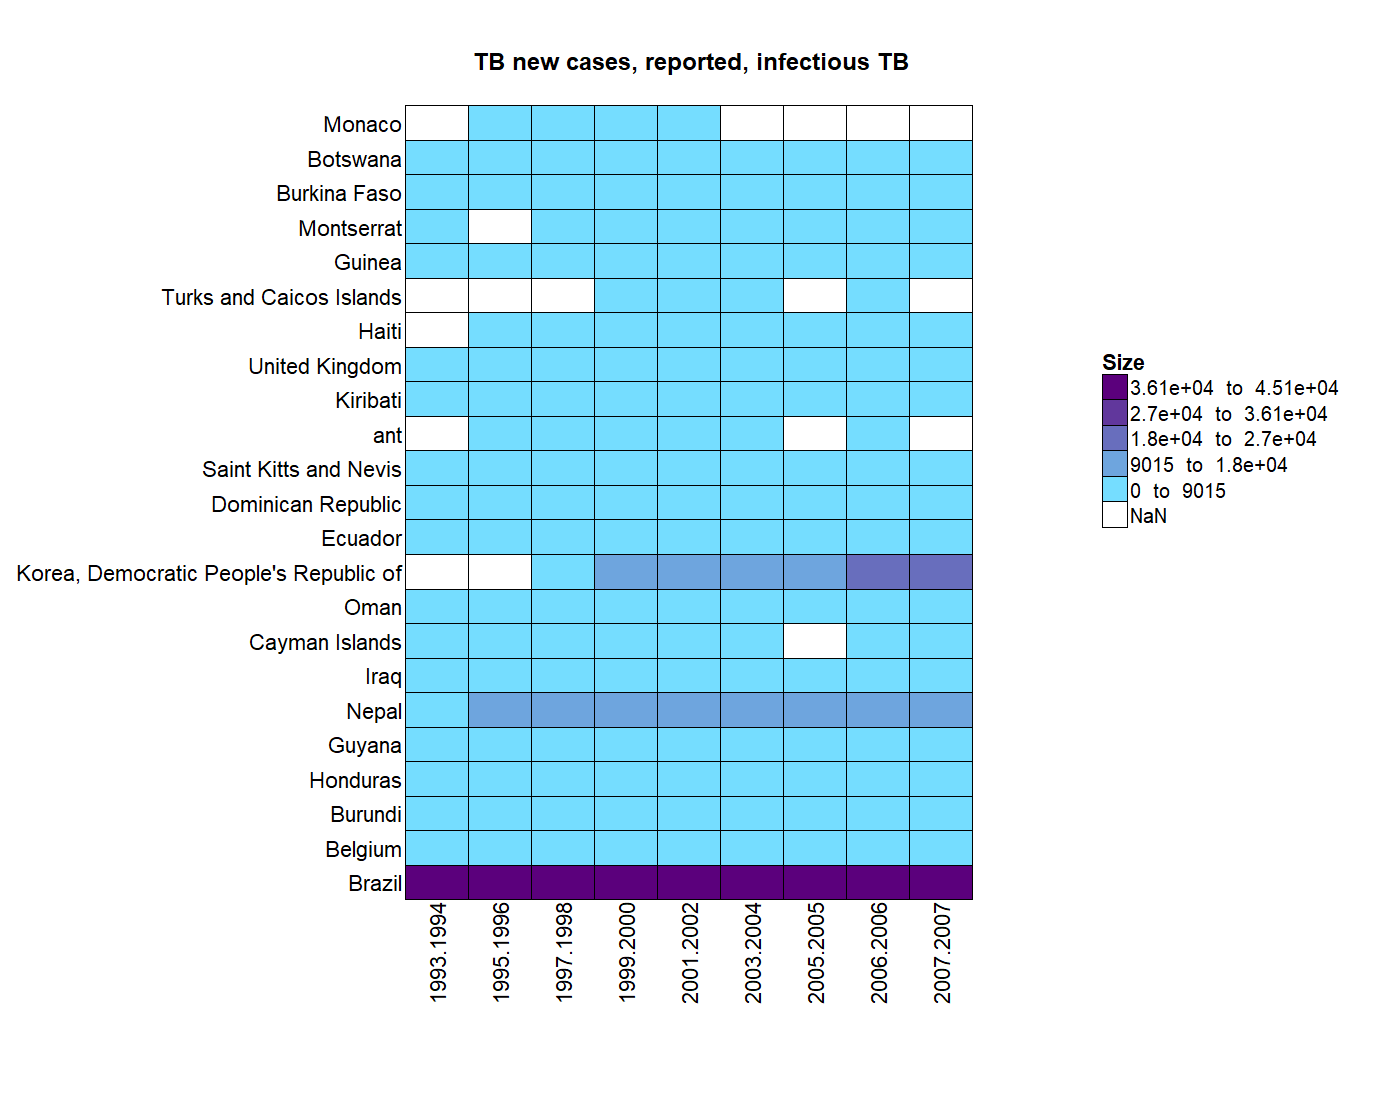 TB new cases, reported, infectious TB
Monaco
Botswana
Burkina Faso
Montserrat
Guinea
Turks and Caicos Islands
Haiti
United Kingdom
Kiribati
ant
Saint Kitts and Nevis
Dominican Republic
Ecuador
Korea, Democratic People's Republic of
Oman
Cayman Islands
Iraq
Nepal
Guyana
Honduras
Burundi
Belgium
Brazil
1993.1994
1995.1996
1997.1998
1999.2000
2001.2002
2003.2004
2005.2005
2006.2006
2007.2007
Size
3.61e+04 to 4.51e+04
2.7e+04 to 3.61e+04
1.8e+04 to 2.7e+04
9015 to 1.8e+04
0 to 9015
NaN